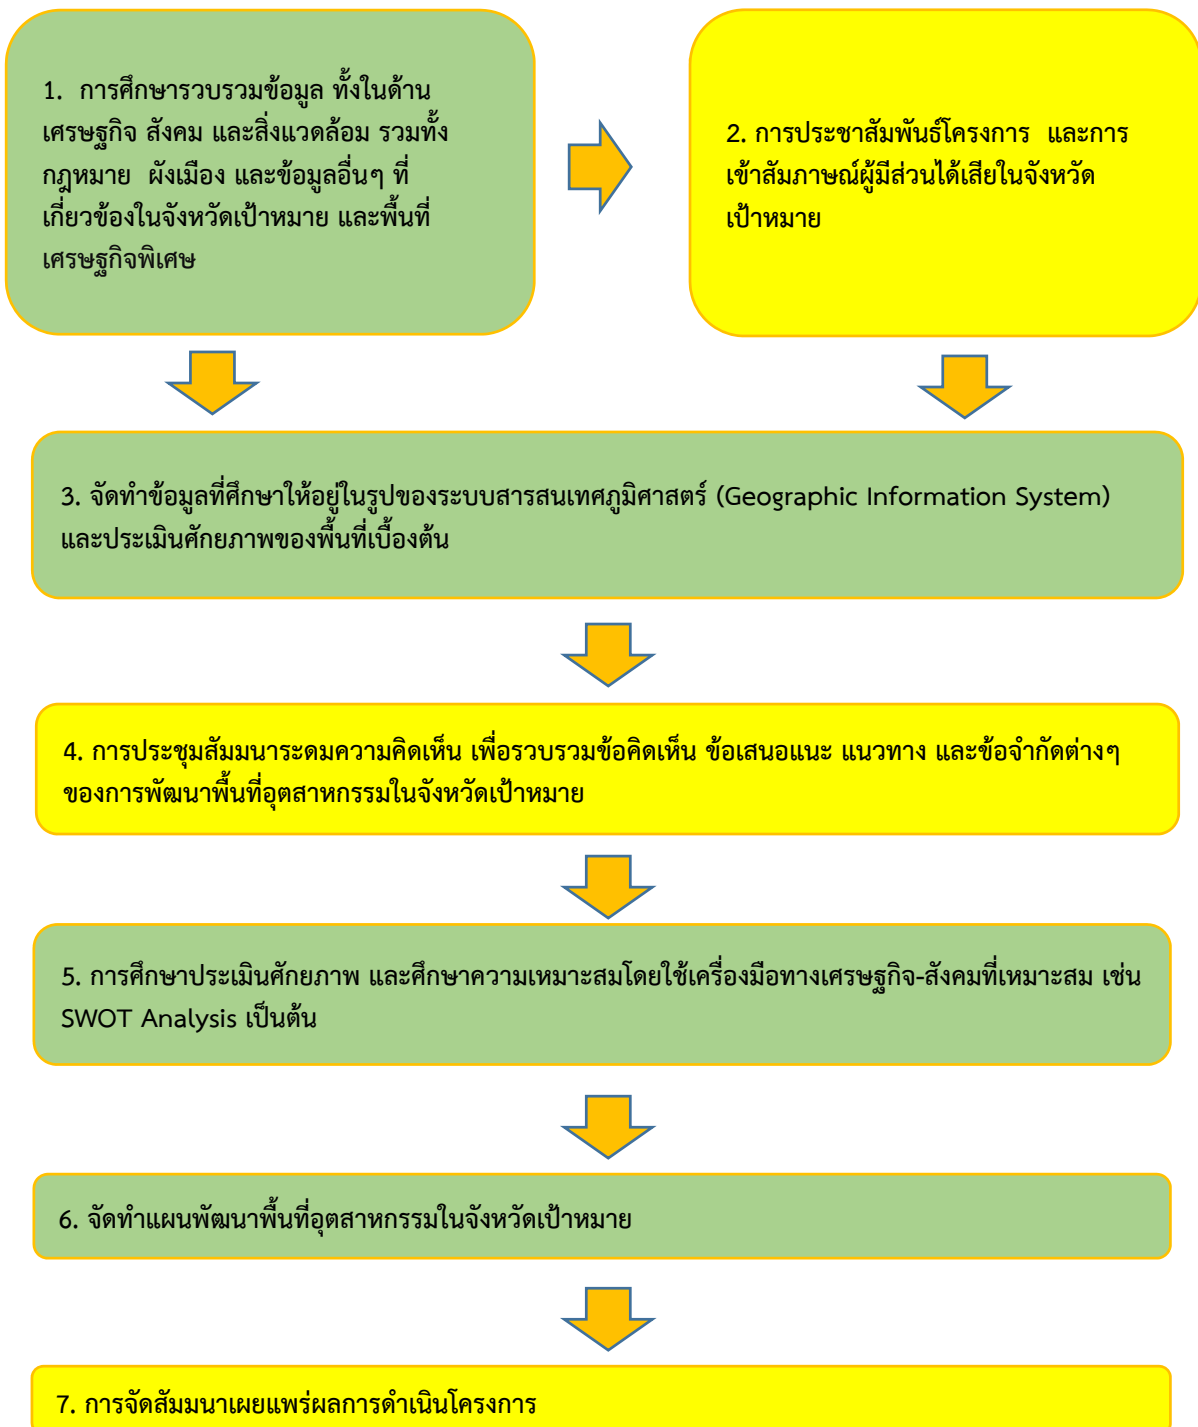 1. การศึกษารวบรวมข้อมูล ทั้งในด้าน
เศรษฐกิจ สังคม และสิ่งแวดล้อม รวมทั้ง
กฎหมาย ผังเมือง และข้อมูลอื่นๆ ที่
เกี่ยวข้องในจังหวัดเป้าหมาย และพื้นที่
เศรษฐกิจพิเศษ
2. การประชาสัมพันธ์โครงการ และการ
เข้าสัมภาษณ์ผู้มีส่วนได้เสียในจังหวัด
เป้าหมาย
3. จัดทำข้อมูลที่ศึกษาให้อยู่ในรูปของระบบสารสนเทศภูมิศาสตร์ (Geographic Information System)
และประเมินศักยภาพของพื้นที่เบื้องต้น
4. การประชุมสัมมนาระดมความคิดเห็น เพื่อรวบรวมข้อคิดเห็น ข้อเสนอแนะ แนวทาง และข้อจำกัดต่างๆ
ของการพัฒนาพื้นที่อุตสาหกรรมในจังหวัดเป้าหมาย
5. การศึกษาประเมินศักยภาพ และศึกษาความเหมาะสมโดยใช้เครื่องมือทางเศรษฐกิจ-สังคมที่เหมาะสม เช่น
SWOT Analysis เป็นต้น
6. จัดทำแผนพัฒนาพื้นที่อุตสาหกรรมในจังหวัดเป้าหมาย
7. การจัดสัมมนาเผยแพร่ผลการดำเนินโครงการ